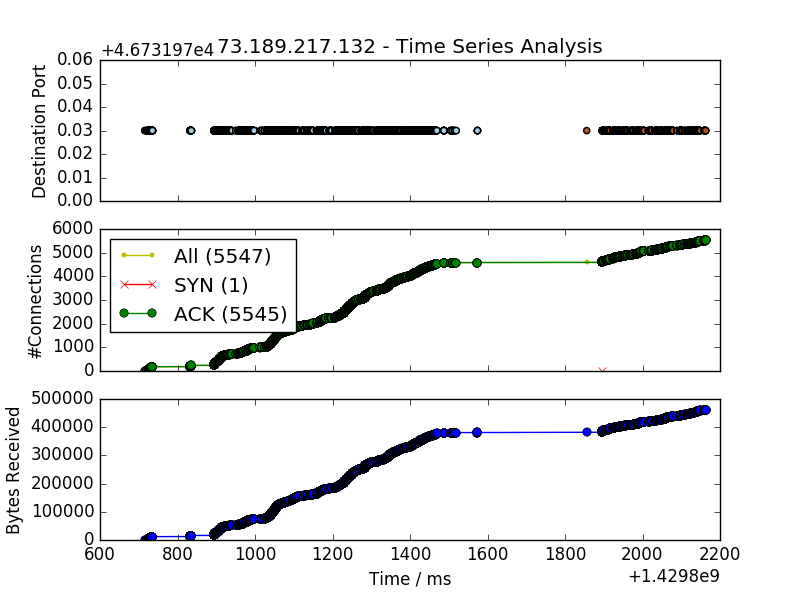 +4.673197e4 73.189.217.132 - Time Series Analysis
0.06
0.05
0.04
0.03
0.02
0.01
0.00
Destination Port
6000
5000
4000
3000
2000
1000
0
#Connections
All (5547)
SYN (1)
ACK (5545)
500000
400000
300000
200000
100000
0
Bytes Received
600 800 1000 1200 1400 1600 1800 2000 2200
Time / ms
+1.4298e9